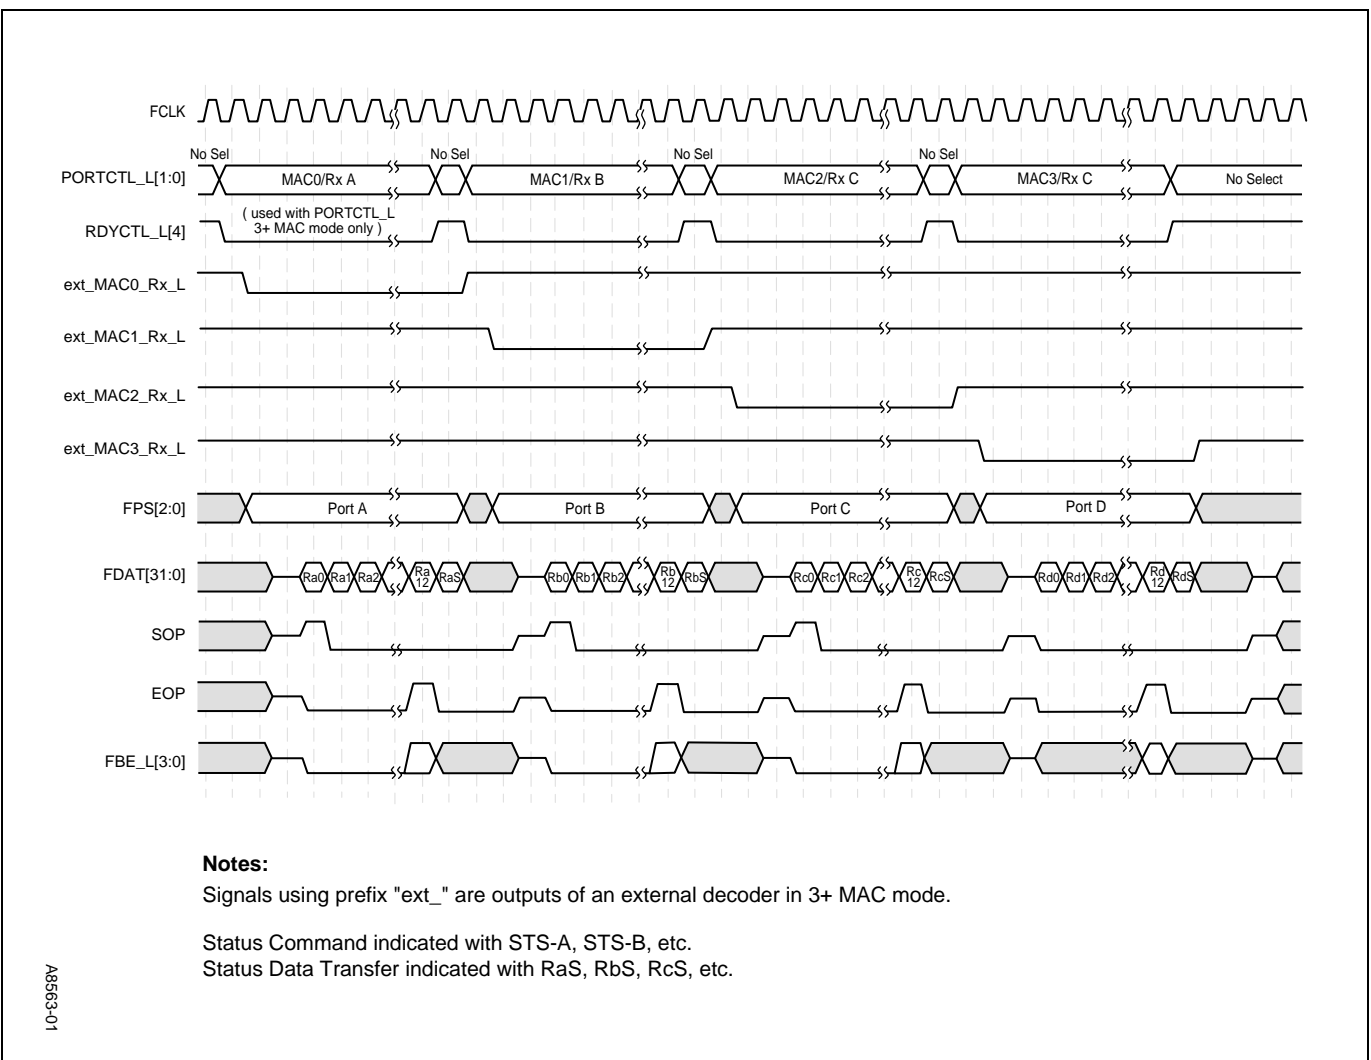 FCLK
No Sel No Sel No Sel No Sel
PORTCTL_L[1:0] MAC0/Rx A MAC1/Rx B MAC2/Rx C MAC3/Rx C No Select
( used with PORTCTL_L
3+ MAC mode only )
RDYCTL_L[4]
ext_MAC0_Rx_L
ext_MAC1_Rx_L
ext_MAC2_Rx_L
ext_MAC3_Rx_L
FPS[2:0] Port A Port B Port C Port D
FDAT[31:0] Ra0 Ra1 Ra2 Ra 12 RaS Rb0 Rb1 Rb2 Rb 12 RbS Rc0 Rc1 Rc2 Rc 12 RcS Rd0 Rd1 Rd2 Rd 12 RdS
SOP
EOP
FBE_L[3:0]
Notes:
Signals using prefix "ext_" are outputs of an external decoder in 3+ MAC mode.
Status Command indicated with STS-A, STS-B, etc.
Status Data Transfer indicated with RaS, RbS, RcS, etc.
A8563-01